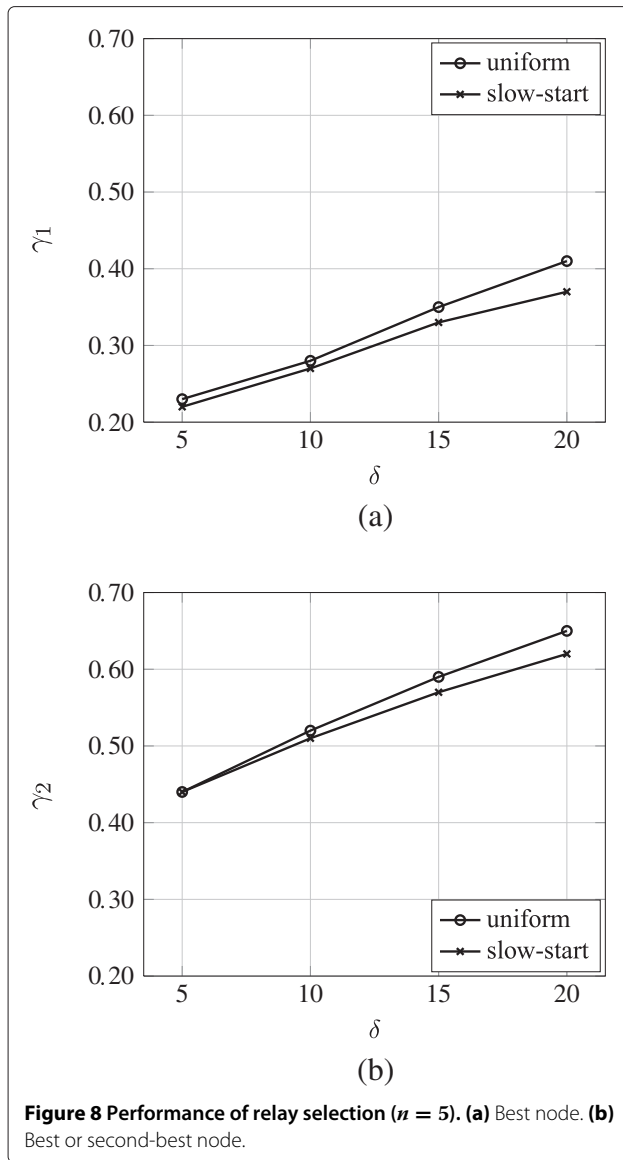 0.70
uniform
slow-start
0.60
0.50
γ1
0.40
0.30
0.20
5 10 15 20
δ
(a)
0.70
0.60
0.50
γ2
0.40
0.30
uniform
slow-start
0.20
5 10 15 20
δ
(b)
Figure 8 Performance of relay selection (n = 5). (a) Best node. (b)
Best or second-best node.